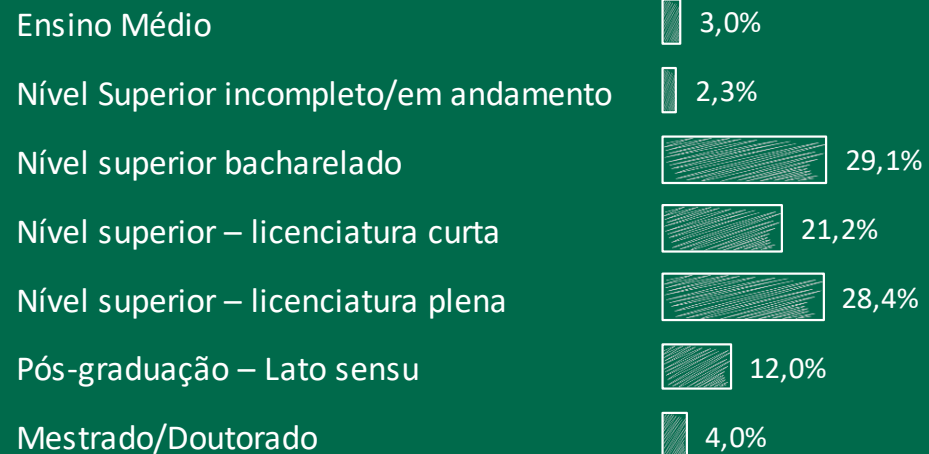 Ensino Médio 3,0%
Nível Superior incompleto/em andamento 2,3%
Nível superior bacharelado 29,1%
Nível superior – licenciatura curta 21,2%
Nível superior – licenciatura plena 28,4%
Pós-graduação – Lato sensu 12,0%
Mestrado/Doutorado 4,0%